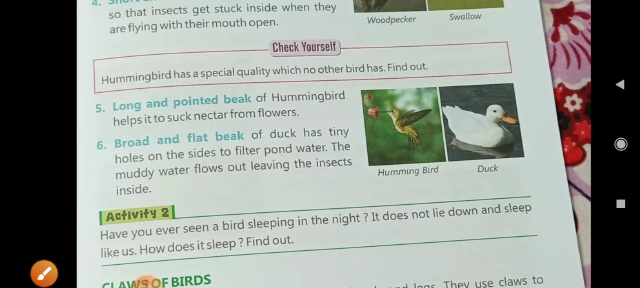 4.
so that insects get stuck inside when they
are flying with their mouth open.
Woodpecker
Swallow
Check Yourself
Hummingbird has a special quality which no other bird has. Find out.
5. Long and pointed beak of Hummingbird
helps it to suck nectar from flowers.
6. Broad and flat beak of duck has tiny
holes on the sides to filter pond water. The
muddy water flows out leaving the insects
inside.
Humming Bird
Duck
Activity 2
Have you ever seen a bird sleeping in the night ? It does not lie down and sleep
like us. How does it sleep ? Find out.
CLAWS OF BIRDS
legs. They use claws to